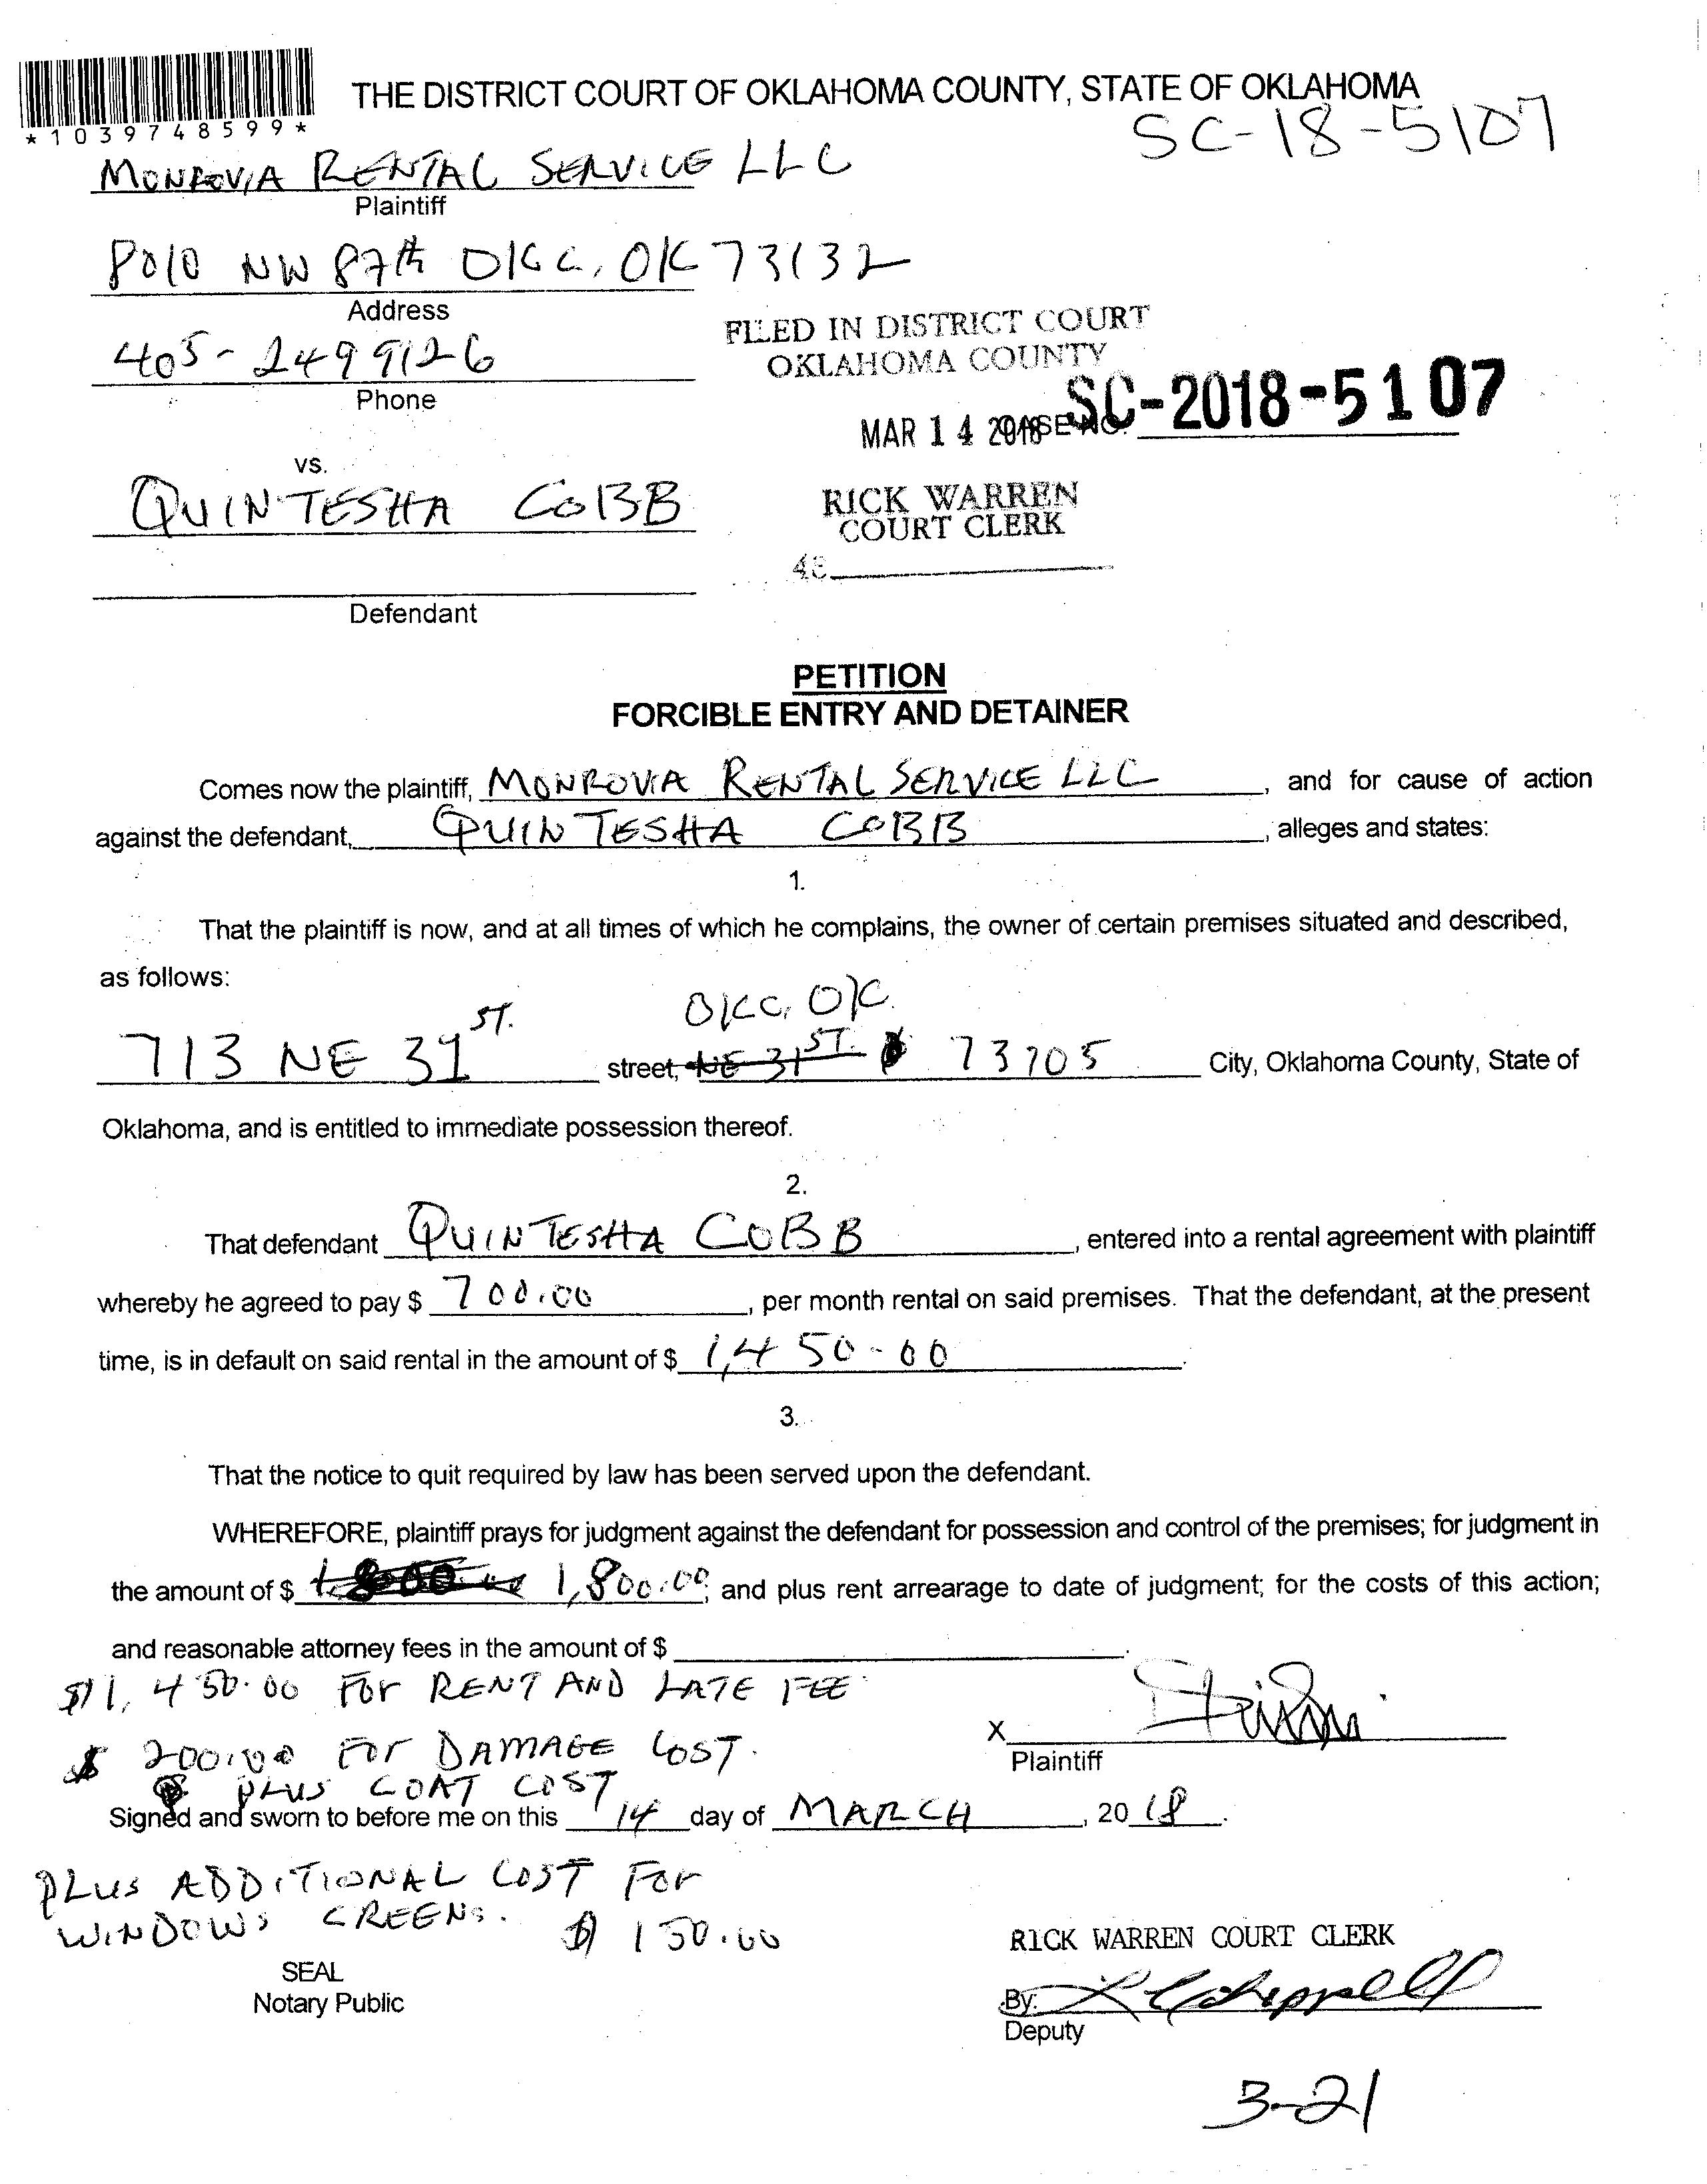 *1039748599*
THE DISTRICT COURT OF OKLAHOMA COUNTY, STATE OF OKLAHOMA
SC-18-5107
MONROVIA RENTAL SERVICE LLC
Plaintiff
8010 NW 87th OKC, OK 73132
Address
FILED IN DISTRICT COURT
OKLAHOMA COUNTY
405-249 9126
Phone
MAR 14 2018 CASE NO. SC-2018-5107
vs.
QUINTESHA COBB
RICK WARREN
COURT CLERK
48
Defendant
PETITION
FORCIBLE ENTRY AND DETAINER
Comes now the plaintiff, MONROVIA RENTAL SERVICE LLC, and for cause of action
against the defendant, QUINTESHA COBB, alleges and states:
1.
That the plaintiff is now, and at all times of which he complains, the owner of certain premises situated and described,
as follows:
OKC, OK.
713 NE 31ST. street, NE 31ST. 73105 City, Oklahoma County, State of
Oklahoma, and is entitled to immediate possession thereof.
2.
That defendant QUINTESHA COBB, entered into a rental agreement with plaintiff
whereby he agreed to pay $ 700.00, per month rental on said premises. That the defendant, at the present
time, is in default on said rental in the amount of $ 1,450-00.
3.
That the notice to quit required by law has been served upon the defendant.
WHEREFORE, plaintiff prays for judgment against the defendant for possession and control of the premises; for judgment in
the amount of $ 1,800.00; and plus rent arrearage to date of judgment; for the costs of this action;
and reasonable attorney fees in the amount of $
$1,450.00 FOR RENT AND LATE FEE
$ 200.00 FOR DAMAGE COST.
X
Plaintiff
PLUS COAT COST
Signed and sworn to before me on this 14 day of MARCH, 2018.
PLUS ADDITIONAL COST FOR
WINDOWS CREENS. $ 150.00
RICK WARREN COURT CLERK
SEAL
Notary Public
By:
Deputy
3-21